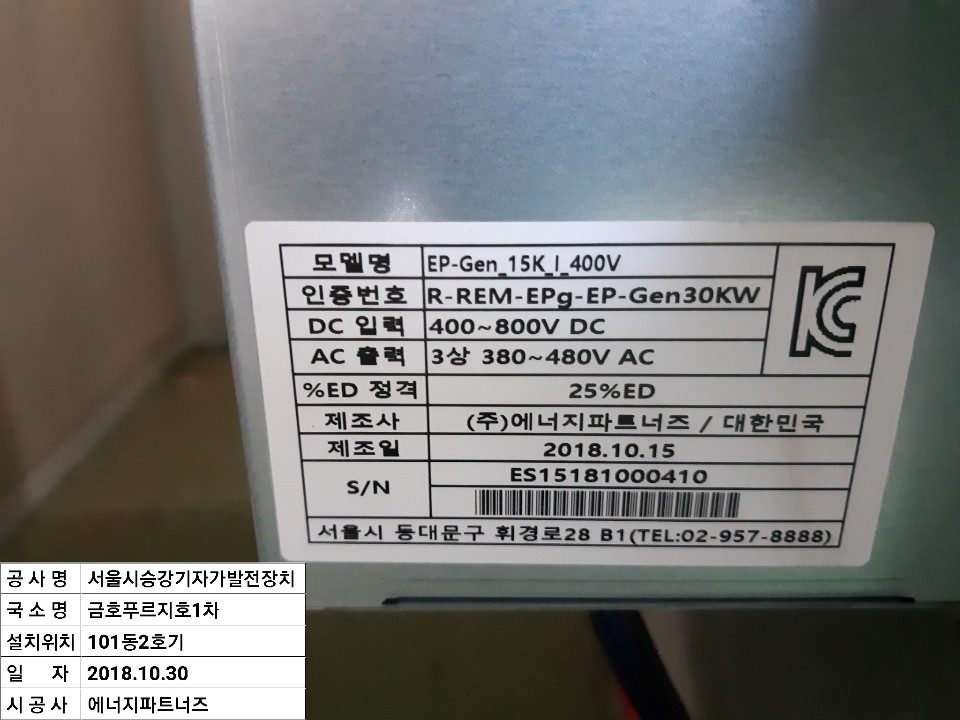 모델명 EP-Gen_15K_I_400V
인증번호 R-REM-EPg-EP-Gen30KW
DC 입력 400~800V DC
AC 출력 3상 380~480V AC
%ED 정격 25%ED
제조사 (주)에너지파트너즈 / 대한민국
제조일 2018.10.15
S/N ES15181000410
서울시 동대문구 휘경로28 B1(TEL:02-957-8888)
공 사 명 서울시승강기자가발전장치
국 소 명 금호푸르지호1차
설치위치 101동2호기
일 자 2018.10.30
시 공 사 에너지파트너즈